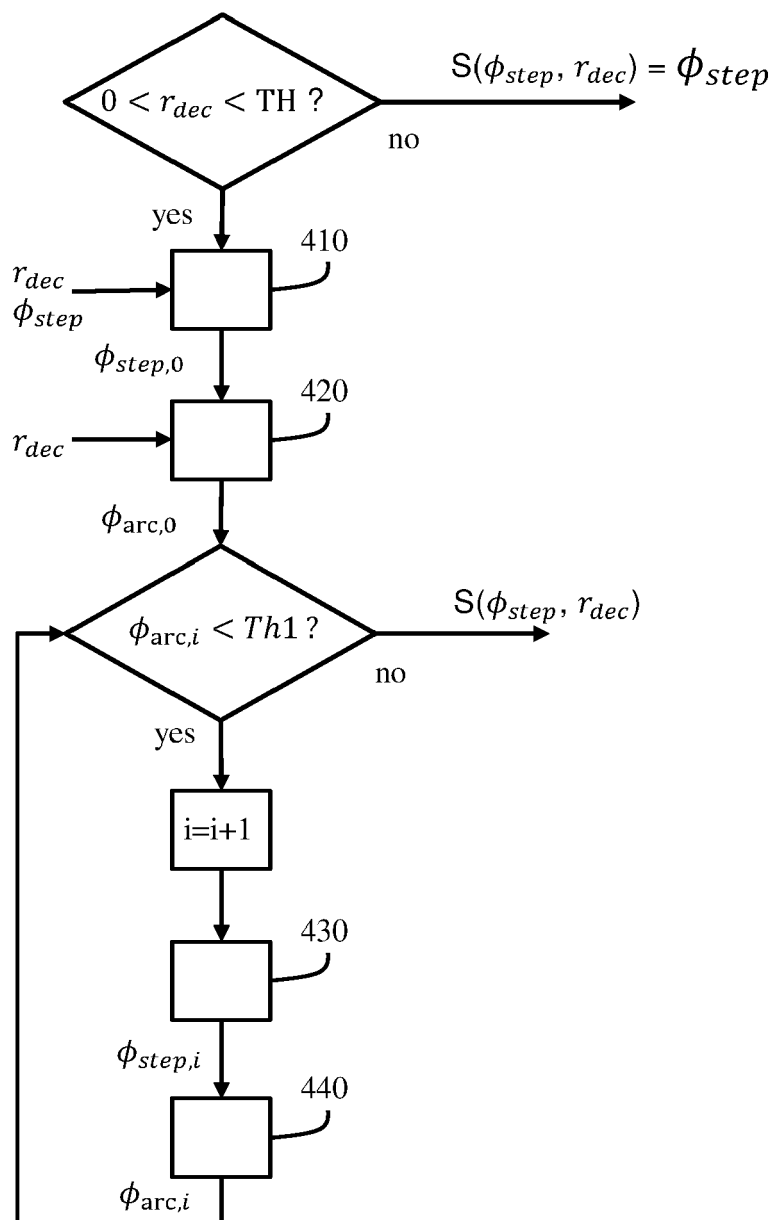 S(ϕ_step, r_dec) = ϕ_step
0 < r_dec < TH ?
no
yes
410
r_dec
ϕ_step
ϕ_step,0
420
r_dec
ϕ_arc,0
S(ϕ_step, r_dec)
ϕ_arc,i < Th1 ?
no
yes
i=i+1
430
ϕ_step,i
440
ϕ_arc,i